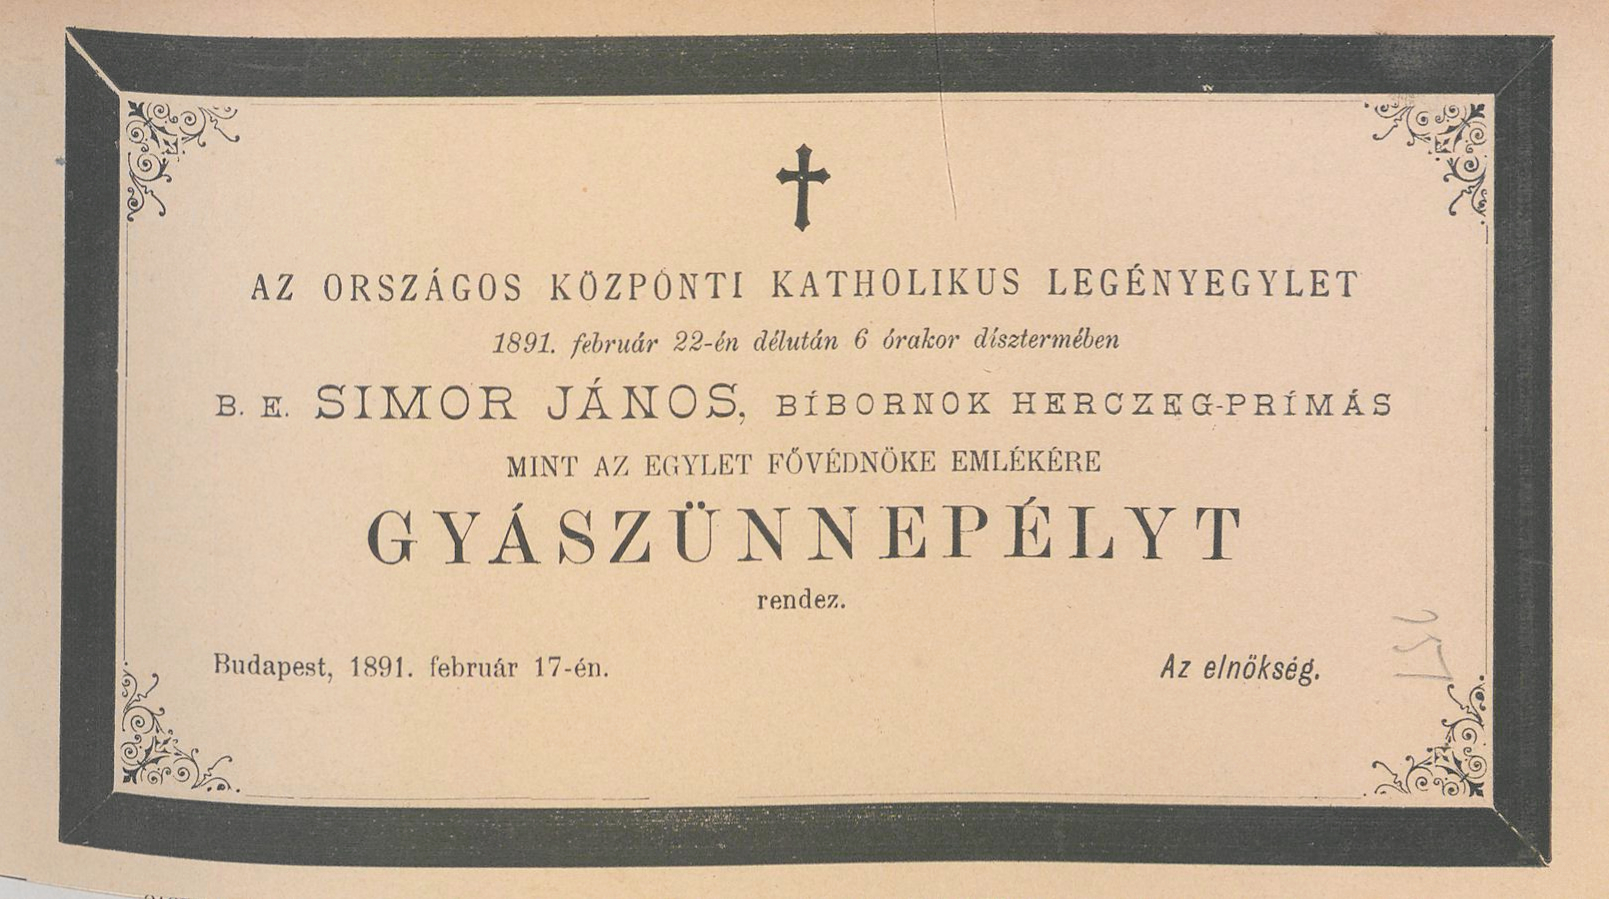 AZ ORSZÁGOS KÖZPONTI KATHOLIKUS LEGÉNYEGYLET
1891. február 22-én délután 6 órakor dísztermében
B. E. SIMOR JÁNOS, BÍBORNOK HERCZEG-PRÍMÁS
MINT AZ EGYLET FŐVÉDNÖKE EMLÉKÉRE
GYÁSZÜNNEPÉLYT
rendez.
Budapest, 1891. február 17-én.
Az elnökség.